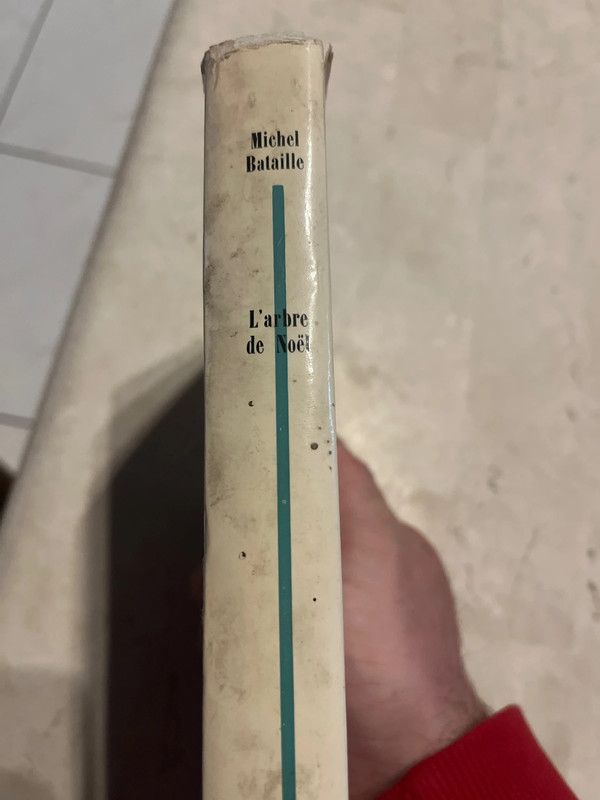 Michel
Bataille
L'arbre
de Noël